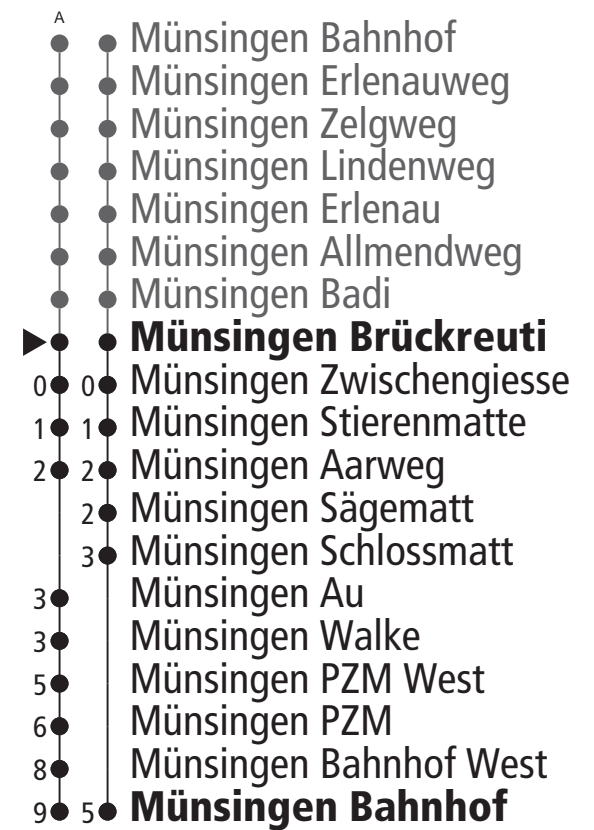 A
Münsingen Bahnhof
Münsingen Erlenauweg
Münsingen Zelgweg
Münsingen Lindenweg
Münsingen Erlenau
Münsingen Allmendweg
Münsingen Badi
Münsingen Brückreuti
0 0 Münsingen Zwischengiesse
1 1 Münsingen Stierenmatte
2 2 Münsingen Aarweg
2 Münsingen Sägematt
3 Münsingen Schlossmatt
3 Münsingen Au
3 Münsingen Walke
5 Münsingen PZM West
6 Münsingen PZM
8 Münsingen Bahnhof West
9 5 Münsingen Bahnhof